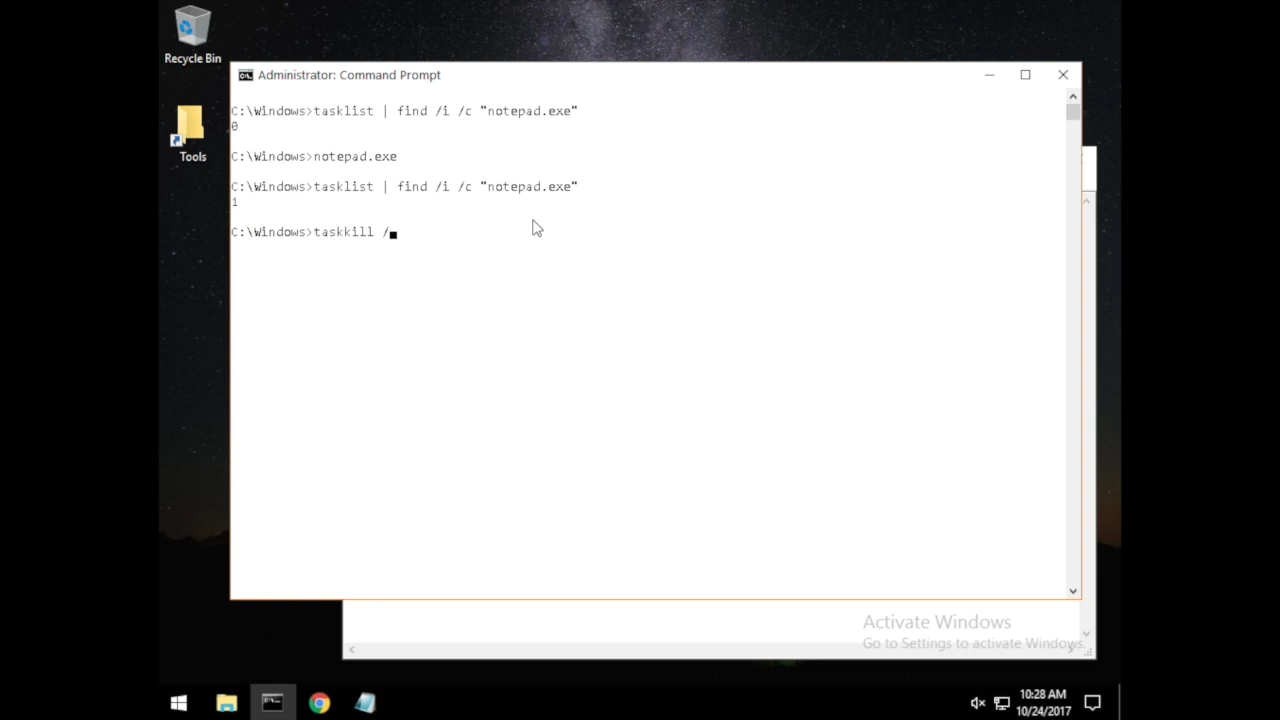 Recycle Bin
Tools
Administrator: Command Prompt
C:\Windows>tasklist | find /i /c "notepad.exe"
0
C:\Windows>notepad.exe
C:\Windows>tasklist | find /i /c "notepad.exe"
1
C:\Windows>taskkill /
Activate Windows
Go to Settings to activate Windows.
10:28 AM
10/24/2017